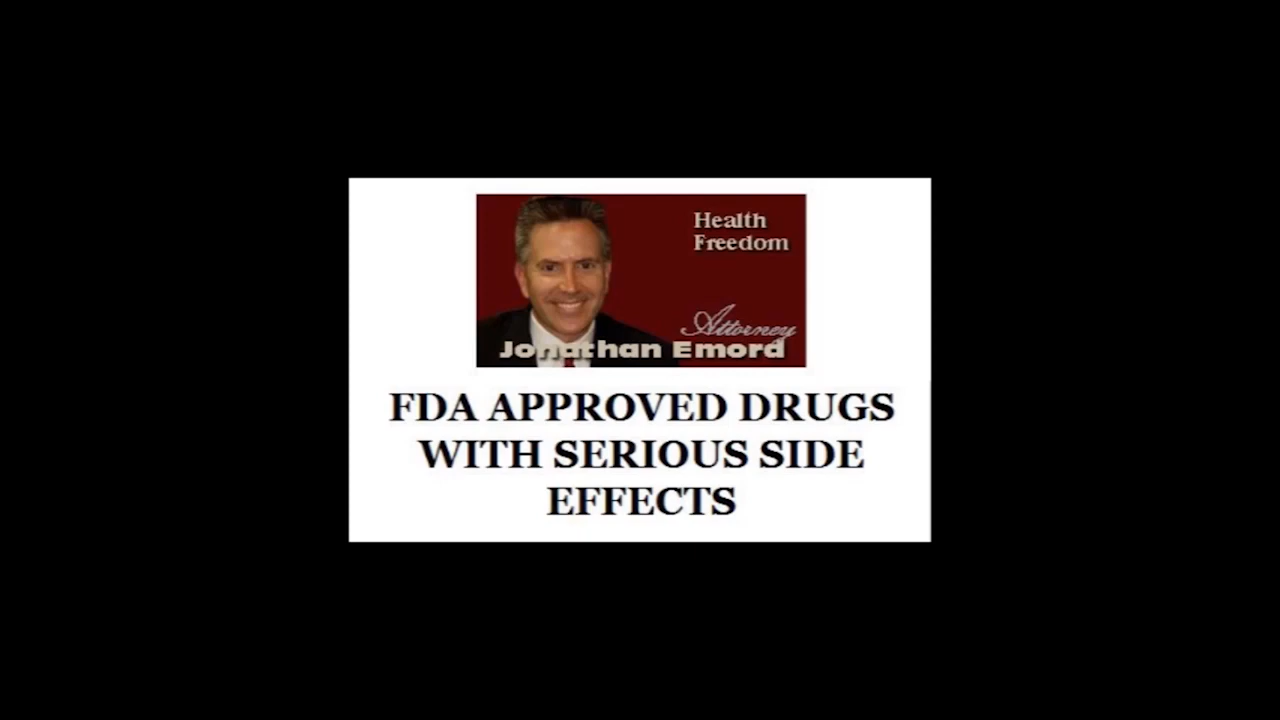 Health
Freedom
Attorney
Jonathan Emord
FDA APPROVED DRUGS
WITH SERIOUS SIDE
EFFECTS